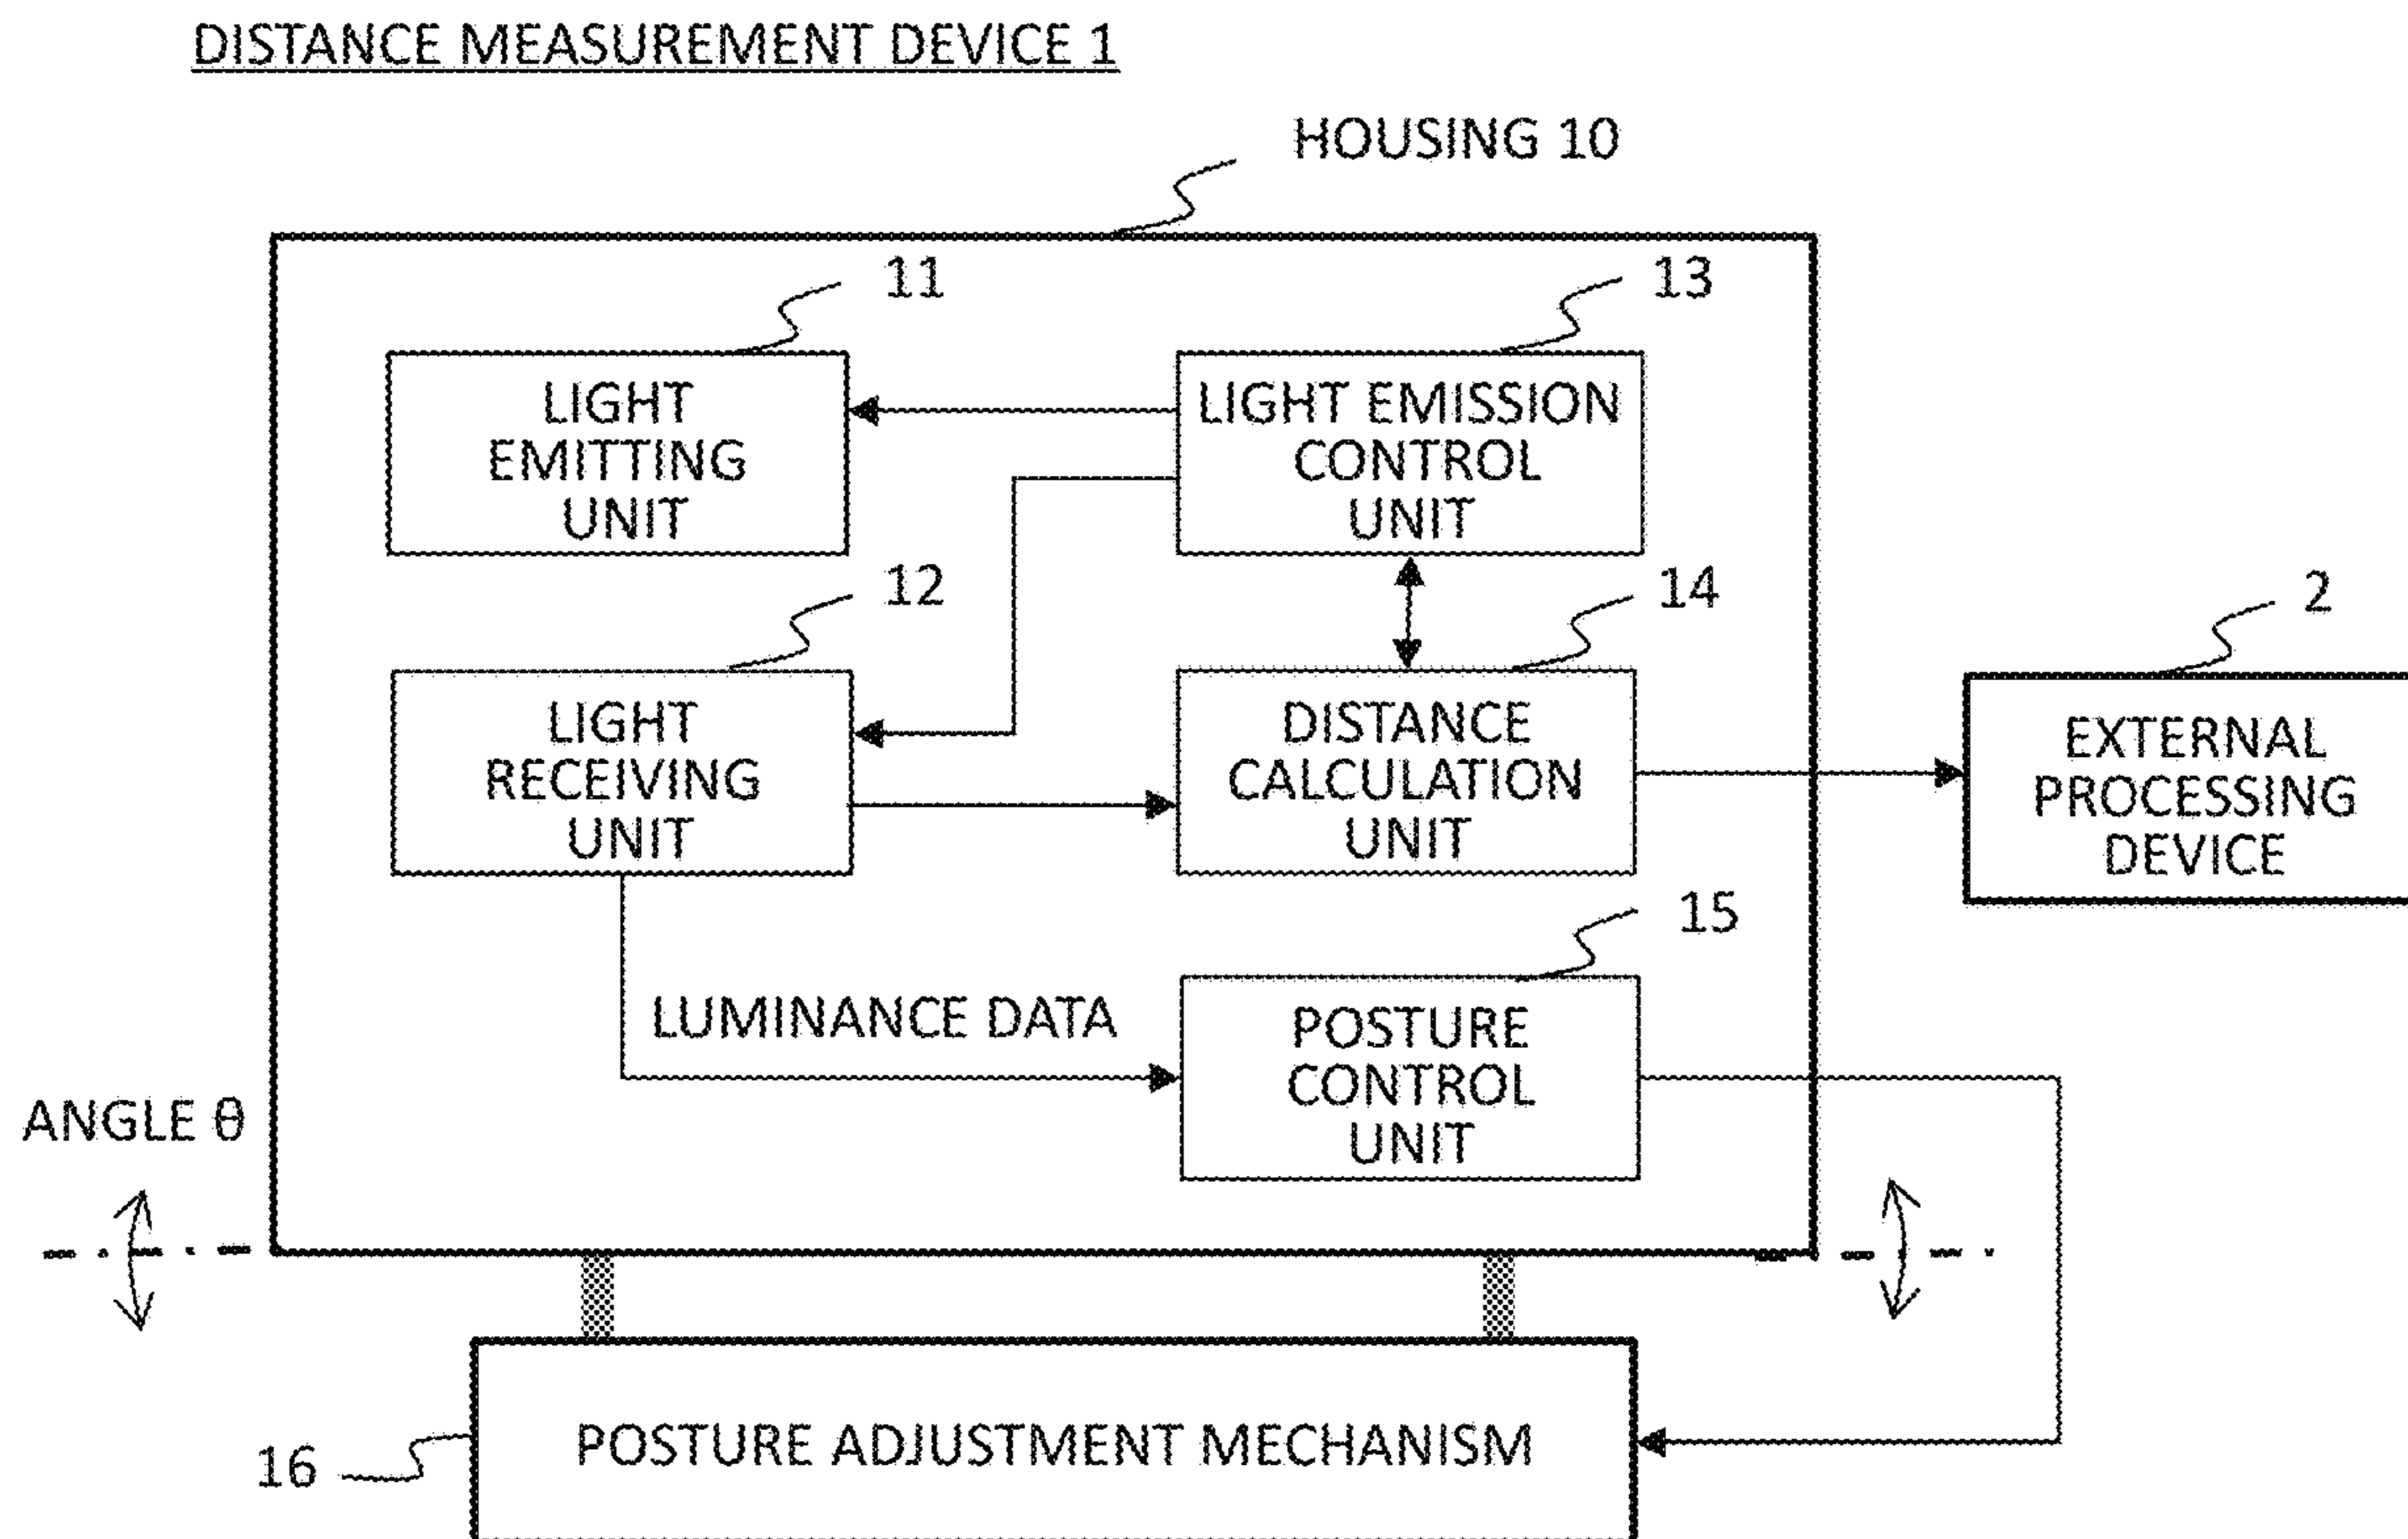 DISTANCE MEASUREMENT DEVICE 1
HOUSING 10
11
13
LIGHT
EMITTING
UNIT
LIGHT EMISSION
CONTROL
UNIT
12
14
2
LIGHT
RECEIVING
UNIT
DISTANCE
CALCULATION
UNIT
EXTERNAL
PROCESSING
DEVICE
15
LUMINANCE DATA
POSTURE
CONTROL
UNIT
ANGLE θ
16
POSTURE ADJUSTMENT MECHANISM